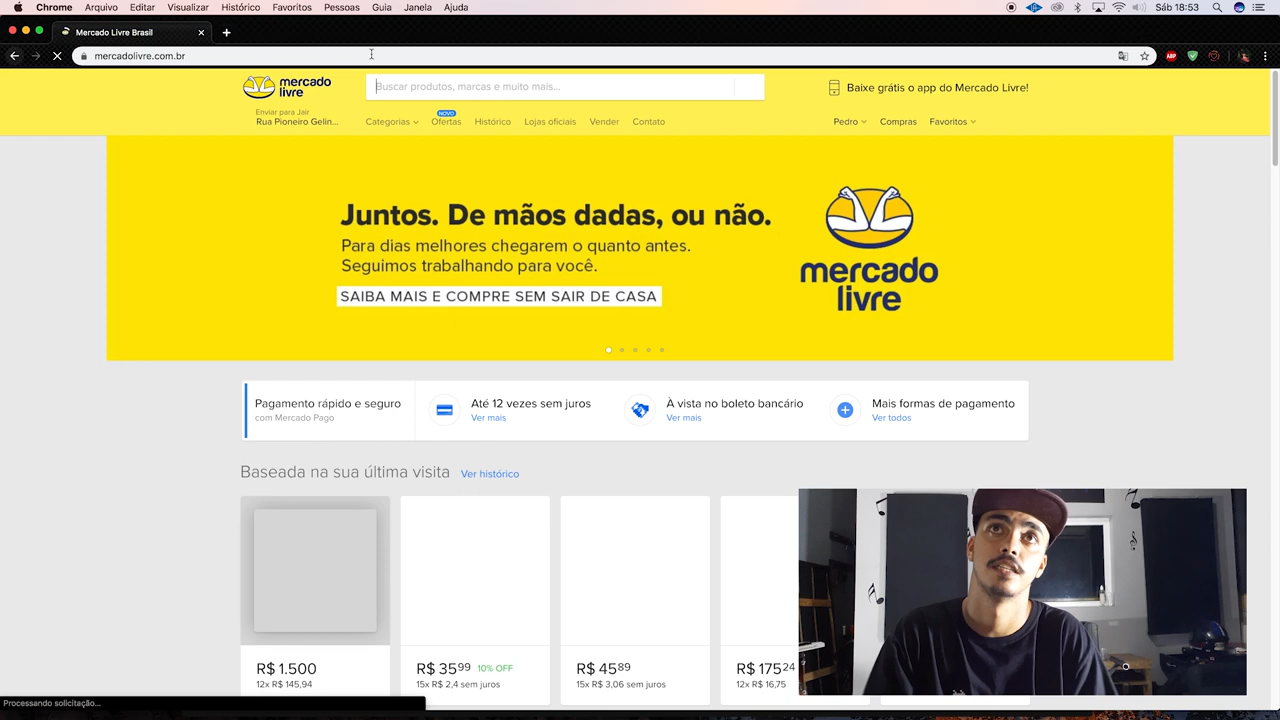 Chrome Arquivo Editar Visualizar Histórico Favoritos Pessoas Guia Janela Ajuda Sáb 18:53
Mercado Livre Brasil
mercadolivre.com.br
mercado
livre
Buscar produtos, marcas e muito mais...
Baixe grátis o app do Mercado Livre!
Enviar para Jair
Rua Pioneiro Gelin...
NOVO
Categorias Ofertas Histórico Lojas oficiais Vender Contato Pedro Compras Favoritos
Juntos. De mãos dadas, ou não.
Para dias melhores chegarem o quanto antes.
Seguimos trabalhando para você.
SAIBA MAIS E COMPRE SEM SAIR DE CASA
mercado
livre
Pagamento rápido e seguro
com Mercado Pago
Até 12 vezes sem juros
Ver mais
À vista no boleto bancário
Ver mais
Mais formas de pagamento
Ver todos
Baseada na sua última visita Ver histórico
R$ 1.500
12x R$ 145,94
R$ 35 99 10% OFF
15x R$ 2,4 sem juros
R$ 45 89
15x R$ 3,06 sem juros
R$ 175 24
12x R$ 16,75
Processando solicitação...